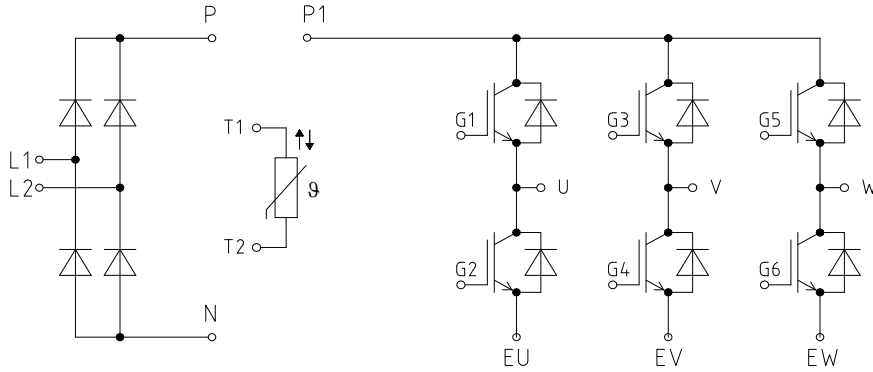 P P1
T1 G1 G3 G5
L1
L2 ϑ U V W
T2 G2 G4 G6
N
EU EV EW